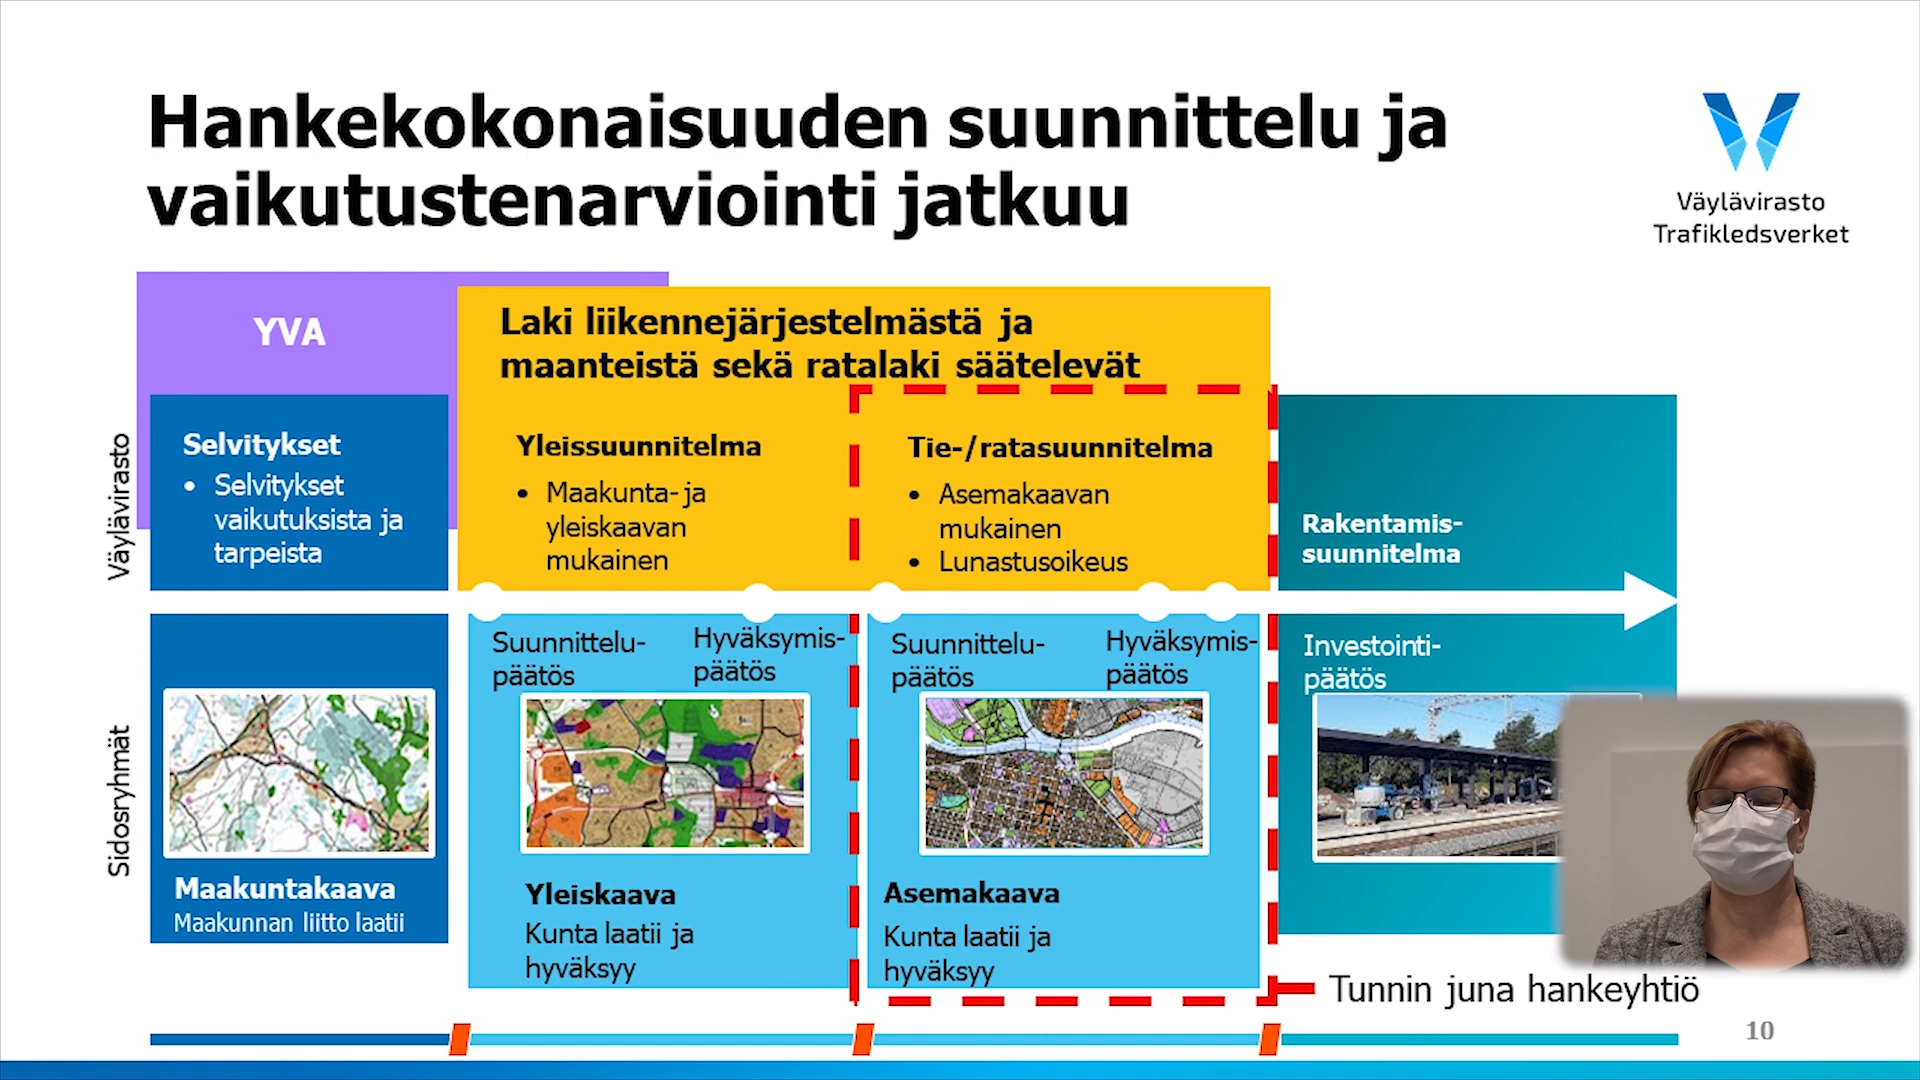 Hankekokonaisuuden suunnittelu ja
vaikutustenarviointi jatkuu
Väylävirasto
Trafikledsverket
YVA
Laki liikennejärjestelmästä ja
maanteistä sekä ratalaki säätelevät
Väylävirasto
Selvitykset
• Selvitykset
vaikutuksista ja
tarpeista
Yleissuunnitelma
• Maakunta- ja
yleiskaavan
mukainen
Tie-/ratasuunnitelma
• Asemakaavan
mukainen
• Lunastusoikeus
Rakentamis-
suunnitelma
Sidosryhmät
Suunnittelu-
päätös
Hyväksymis-
päätös
Suunnittelu-
päätös
Hyväksymis-
päätös
Investointi-
päätös
Maakuntakaava
Maakunnan liitto laatii
Yleiskaava
Kunta laatii ja
hyväksyy
Asemakaava
Kunta laatii ja
hyväksyy
Tunnin juna hankeyhtiö
10